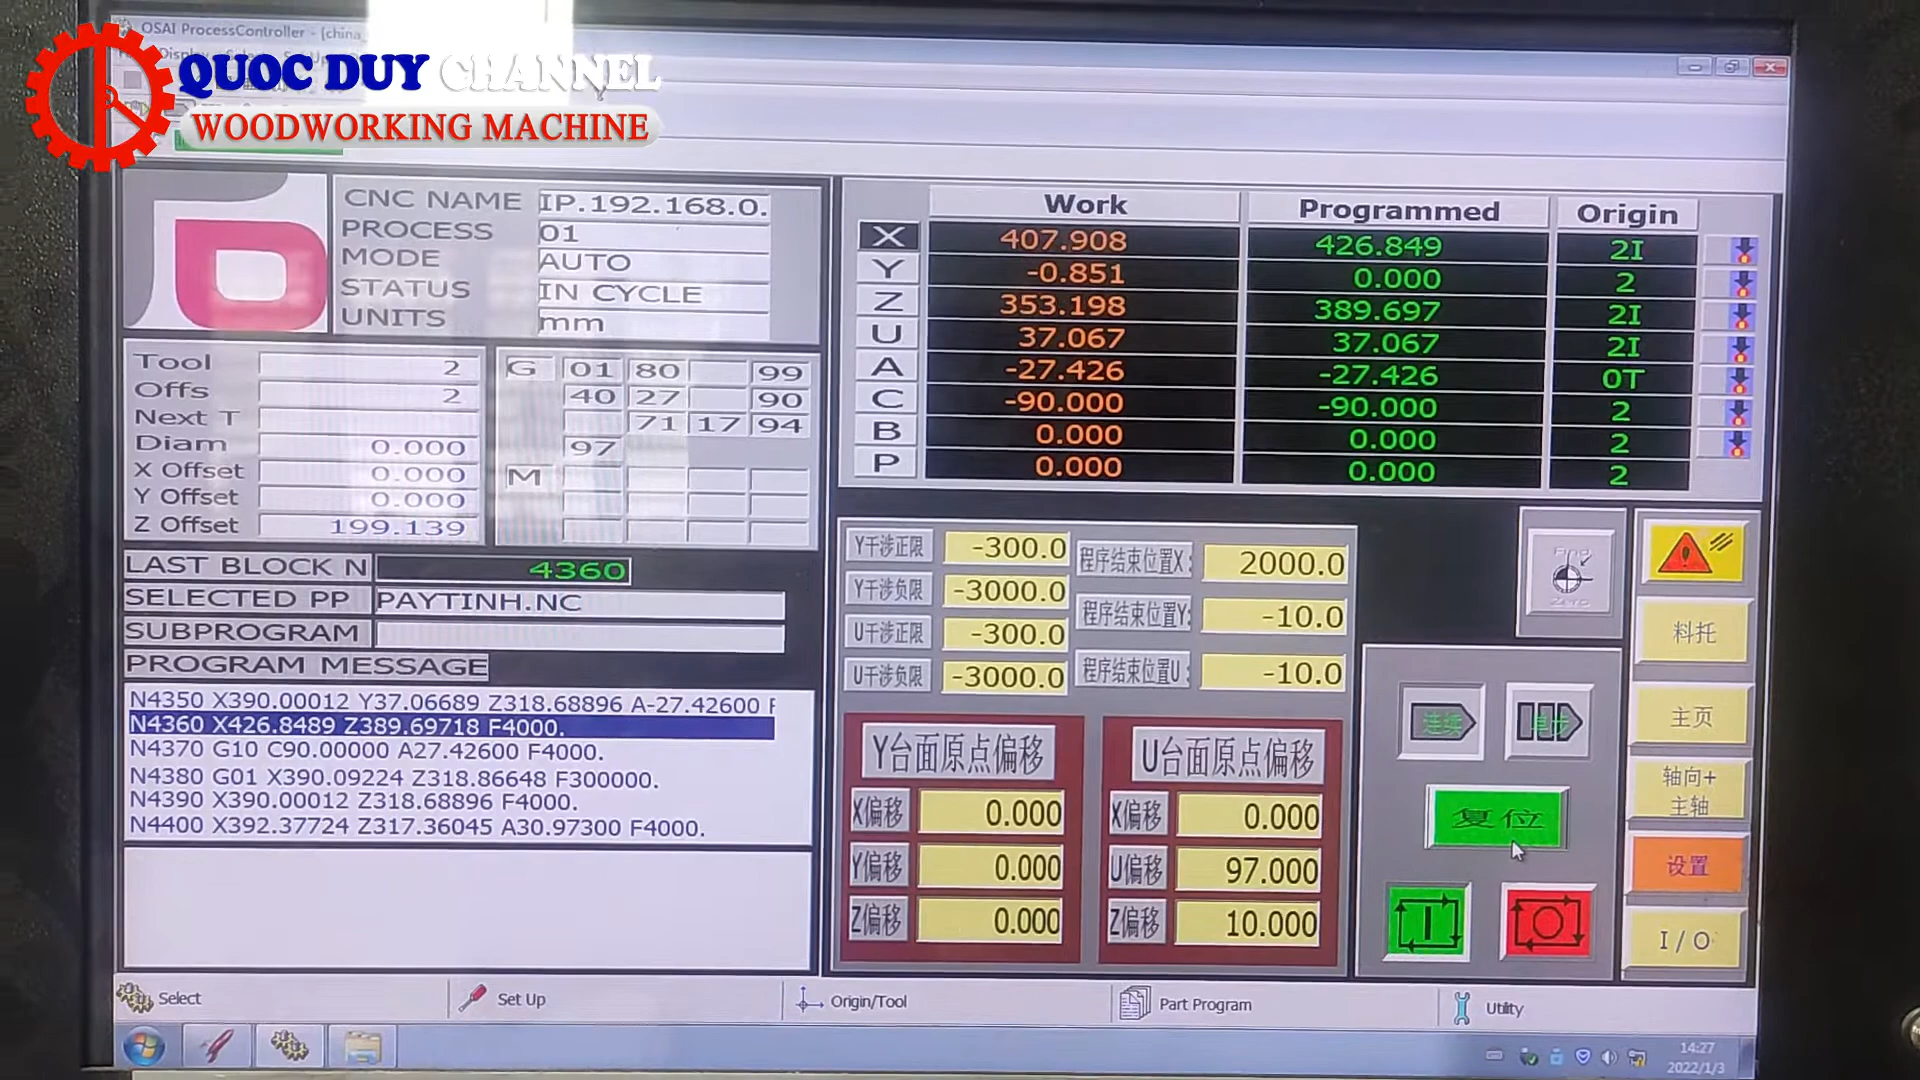 OSAI ProcessController - [china_
QUOC DUY CHANNEL
WOODWORKING MACHINE
CNC NAME IP.192.168.0.
PROCESS 01
MODE AUTO
STATUS IN CYCLE
UNITS mm
Work Programmed Origin
X 407.908 426.849 2I
Y -0.851 0.000 2
Z 353.198 389.697 2I
U 37.067 37.067 2I
A -27.426 -27.426 0T
C -90.000 -90.000 2
B 0.000 0.000 2
P 0.000 0.000 2
Tool 2
Offs 2
Next T
Diam 0.000
X Offset 0.000
Y Offset 0.000
Z Offset 199.139
G 01 80 99
40 27 90
71 17 94
97
M
LAST BLOCK N 4360
SELECTED PP PAYTINH.NC
SUBPROGRAM
PROGRAM MESSAGE
N4350 X390.00012 Y37.06689 Z318.68896 A-27.42600 F
N4360 X426.8489 Z389.69718 F4000.
N4370 G10 C90.00000 A27.42600 F4000.
N4380 G01 X390.09224 Z318.86648 F300000.
N4390 X390.00012 Z318.68896 F4000.
N4400 X392.37724 Z317.36045 A30.97300 F4000.
Y干涉正限 -300.0 程序结束位置X: 2000.0
Y干涉负限 -3000.0 程序结束位置Y: -10.0
U干涉正限 -300.0
U干涉负限 -3000.0 程序结束位置U: -10.0
Y台面原点偏移
X偏移 0.000
Y偏移 0.000
Z偏移 0.000
U台面原点偏移
X偏移 0.000
U偏移 97.000
Z偏移 10.000
连续 单步
复位
料托
主页
轴向+
主轴
设置
I/O
Select Set Up Origin/Tool Part Program Utility
14:27
2022/1/3